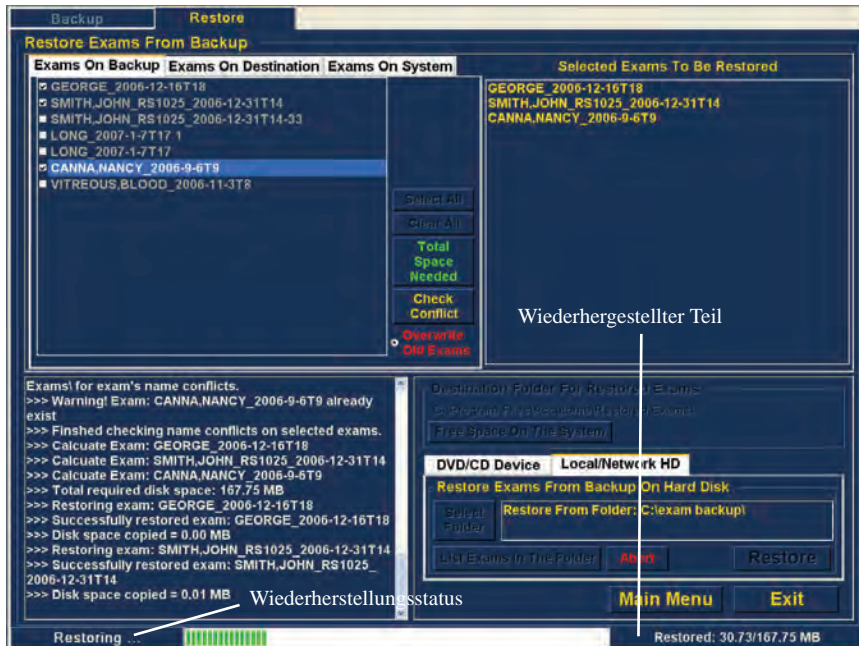 Backup Restore
Restore Exams From Backup
Exams On Backup Exams On Destination Exams On System
GEORGE_2006-12-16T18
SMITH,JOHN_RS1025_2006-12-31T14
SMITH,JOHN_RS1025_2006-12-31T14-33
LONG_2007-1-7T17 1
LONG_2007-1-7T17
CANNA,NANCY_2006-9-6T9
VITREOUS,BLOOD_2006-11-3T8
Select All
Clear All
Total
Space
Needed
Check
Conflict
Overwrite
Old Exams
Selected Exams To Be Restored
GEORGE_2006-12-16T18
SMITH,JOHN_RS1025_2006-12-31T14
CANNA,NANCY_2006-9-6T9
Wiederhergestellter Teil
Exams\ for exam's name conflicts.
>>> Warning! Exam: CANNA,NANCY_2006-9-6T9 already
exist
>>> Finshed checking name conflicts on selected exams.
>>> Calcuate Exam: GEORGE_2006-12-16T18
>>> Calcuate Exam: SMITH,JOHN_RS1025_2006-12-31T14
>>> Calcuate Exam: CANNA,NANCY_2006-9-6T9
>>> Total required disk space: 167.75 MB
>>> Restoring exam: GEORGE_2006-12-16T18
>>> Successfully restored exam: GEORGE_2006-12-16T18
>>> Disk space copied = 0.00 MB
>>> Restoring exam: SMITH,JOHN_RS1025_2006-12-31T14
>>> Successfully restored exam: SMITH,JOHN_RS1025_
2006-12-31T14
>>> Disk space copied = 0.01 MB
Wiederherstellungsstatus
Destination Folder For Restored Exams
Free Space On The System
DVD/CD Device Local/Network HD
Restore Exams From Backup On Hard Disk
Select
Folder
Restore From Folder: C:\exam backup\
List Exams In The Folder Abort Restore
Main Menu Exit
Restoring ... Restored: 30.73/167.75 MB